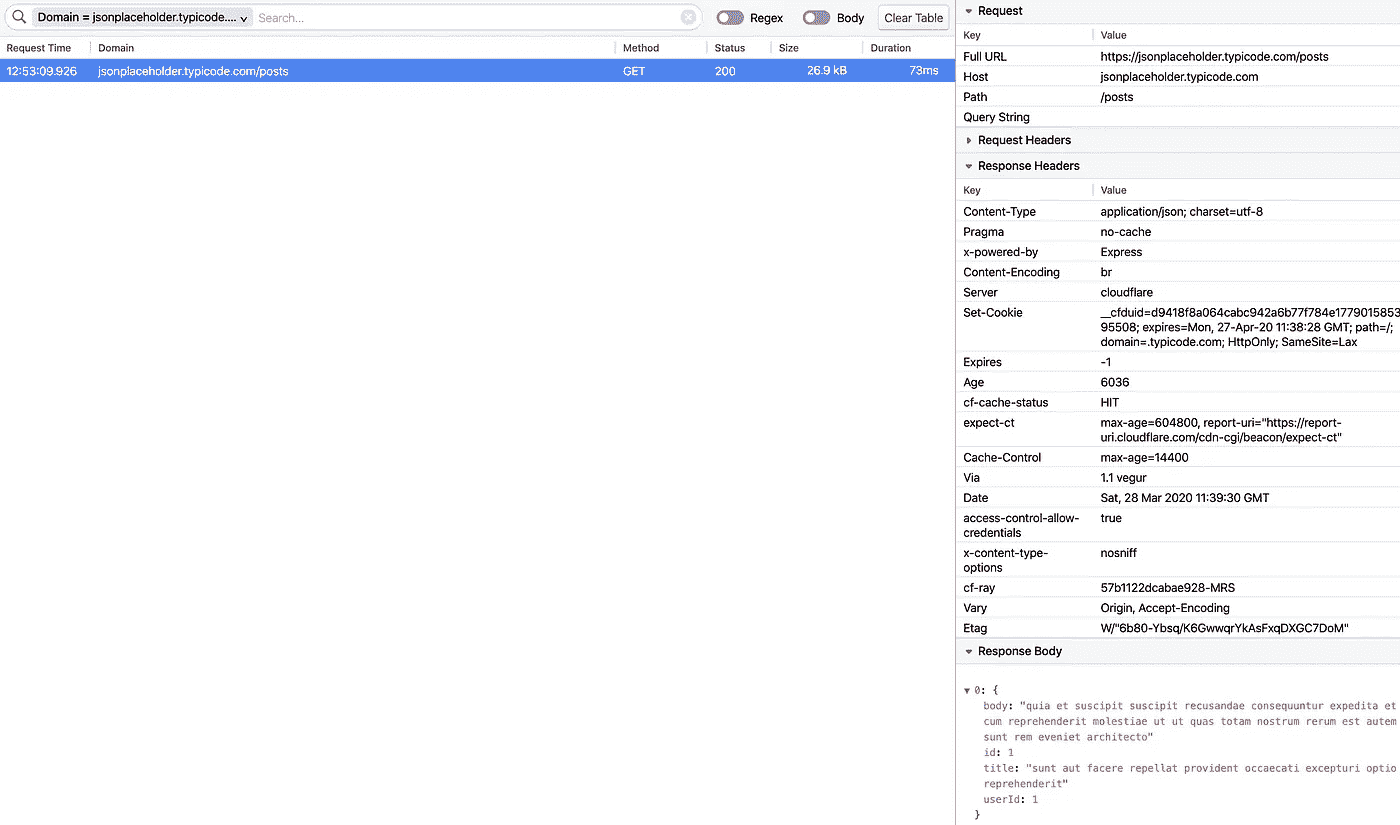 Domain = jsonplaceholder.typicode.... Search... Regex Body Clear Table
Request Time Domain Method Status Size Duration
12:53:09.926 jsonplaceholder.typicode.com/posts GET 200 26.9 kB 73ms
Request
Key Value
Full URL https://jsonplaceholder.typicode.com/posts
Host jsonplaceholder.typicode.com
Path /posts
Query String
Request Headers
Response Headers
Key Value
Content-Type application/json; charset=utf-8
Pragma no-cache
x-powered-by Express
Content-Encoding br
Server cloudflare
Set-Cookie __cfduid=d9418f8a064cabc942a6b77f784e1779015853
95508; expires=Mon, 27-Apr-20 11:38:28 GMT; path=/;
domain=.typicode.com; HttpOnly; SameSite=Lax
Expires -1
Age 6036
cf-cache-status HIT
expect-ct max-age=604800, report-uri="https://report-
uri.cloudflare.com/cdn-cgi/beacon/expect-ct"
Cache-Control max-age=14400
Via 1.1 vegur
Date Sat, 28 Mar 2020 11:39:30 GMT
access-control-allow- true
credentials
x-content-type- nosniff
options
cf-ray 57b1122dcabae928-MRS
Vary Origin, Accept-Encoding
Etag W/"6b80-Ybsq/K6GwwqrYkAsFxqDXGC7DoM"
Response Body
0: {
body: "quia et suscipit suscipit recusandae consequuntur expedita et
cum reprehenderit molestiae ut ut quas totam nostrum rerum est autem
sunt rem eveniet architecto"
id: 1
title: "sunt aut facere repellat provident occaecati excepturi optio
reprehenderit"
userId: 1
}